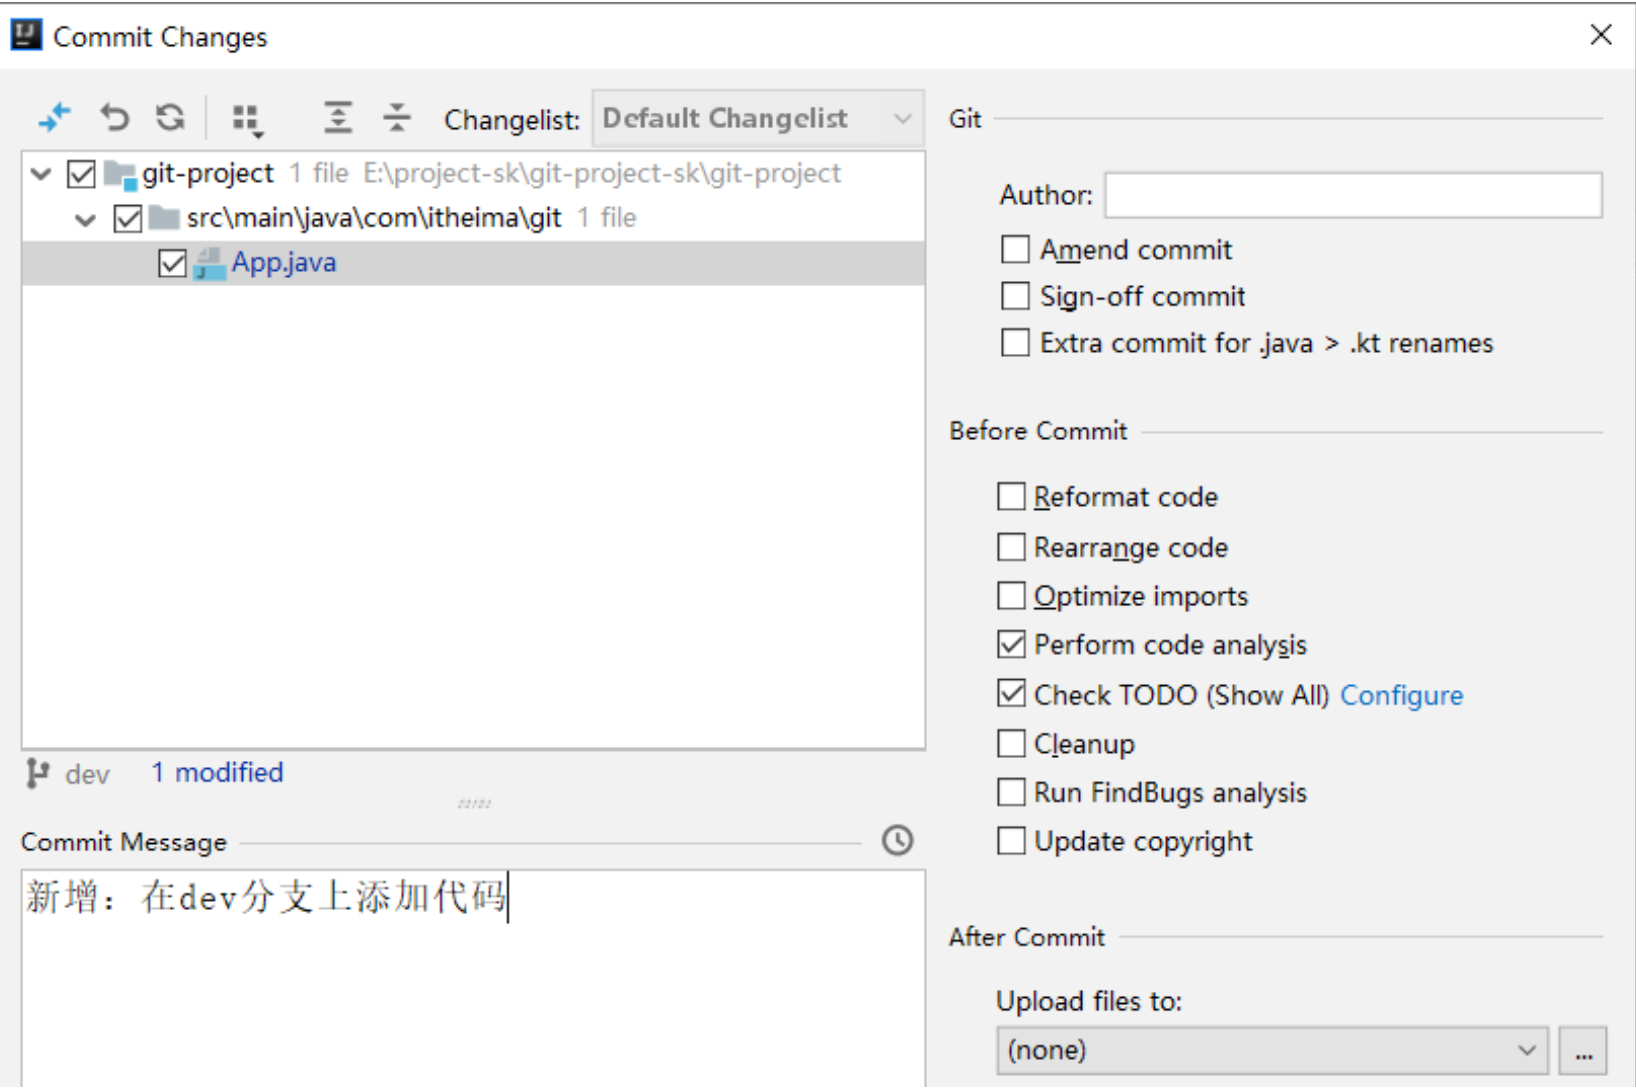 Commit Changes
Changelist: Default Changelist
git-project 1 file E:\project-sk\git-project-sk\git-project
src\main\java\com\itheima\git 1 file
App.java
dev 1 modified
Commit Message
新增：在dev分支上添加代码
Git
Author:
Amend commit
Sign-off commit
Extra commit for .java > .kt renames
Before Commit
Reformat code
Rearrange code
Optimize imports
Perform code analysis
Check TODO (Show All) Configure
Cleanup
Run FindBugs analysis
Update copyright
After Commit
Upload files to:
(none)
...